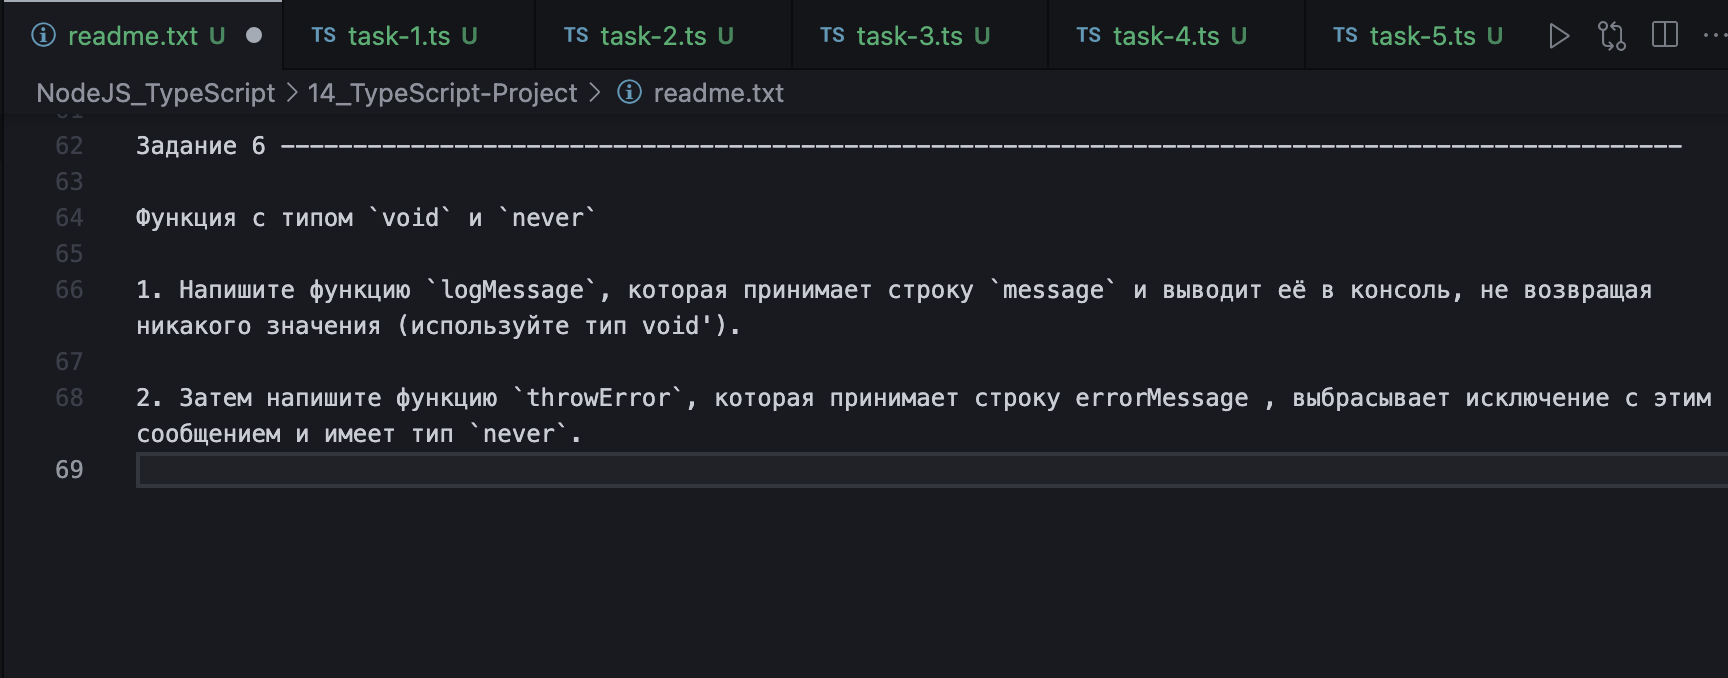 readme.txt U
TS task-1.ts U
TS task-2.ts U
TS task-3.ts U
TS task-4.ts U
TS task-5.ts U
NodeJS_TypeScript > 14_TypeScript-Project > readme.txt
61
62 Задание 6 -------------------------------------------------------------------------------------------------
63
64 Функция с типом `void` и `never`
65
66 1. Напишите функцию `logMessage`, которая принимает строку `message` и выводит её в консоль, не возвращая
никакого значения (используйте тип void').
67
68 2. Затем напишите функцию `throwError`, которая принимает строку errorMessage , выбрасывает исключение с этим
сообщением и имеет тип `never`.
69